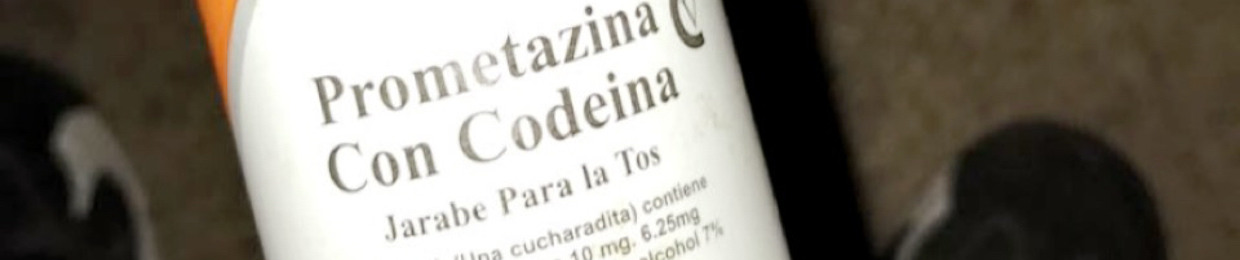 Prometazina C
Con Codeina
Jarabe Para la Tos
(Una cucharadita) contiene
10 mg. 6.25mg
alcohol 7%